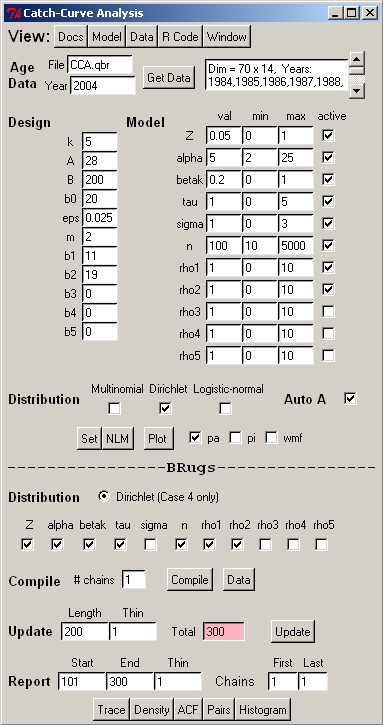 Catch-Curve Analysis
View: Docs Model Data R Code Window
Age Data File CCA.qbr Year 2004 Get Data Dim = 70 x 14, Years:
1984,1985,1986,1987,1988,
Design Model val min max active
k 5 Z 0.05 0 1
A 28 alpha 5 2 25
B 200 betak 0.2 0 1
b0 20 tau 1 0 5
eps 0.025 sigma 1 0 3
m 2 n 100 10 5000
b1 11 rho1 1 0 10
b2 19 rho2 1 0 10
b3 0 rho3 1 0 10
b4 0 rho4 1 0 10
b5 0 rho5 1 0 10
Multinomial Dirichlet Logistic-normal
Distribution Auto A
Set NLM Plot pa pi wmf
BRugs
Distribution Dirichlet (Case 4 only)
Z alpha betak tau sigma n rho1 rho2 rho3 rho4 rho5
Compile # chains 1 Compile Data
Length Thin
Update 200 1 Total 300 Update
Start End Thin First Last
Report 101 300 1 Chains 1 1
Trace Density ACF Pairs Histogram